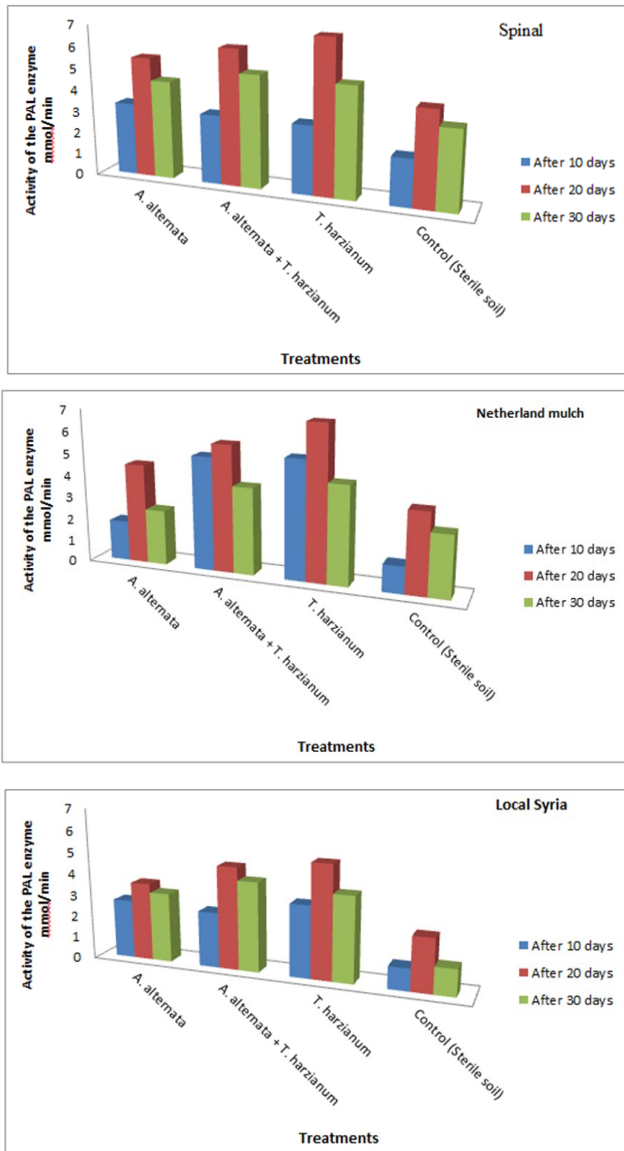 Spinal
7
6
5
4
3
2
1
0
Activity of the PAL enzyme
mmol/min
A. alternata
A. alternata + T. harzianum
T. harzianum
Control (Sterile soil)
After 10 days
After 20 days
After 30 days
Treatments
Netherland mulch
7
6
5
4
3
2
1
0
Activity of the PAL enzyme
mmol/min
A. alternata
A. alternata + T. harzianum
T. harzianum
Control (Sterile soil)
After 10 days
After 20 days
After 30 days
Treatments
Local Syria
7
6
5
4
3
2
1
0
Activity of the PAL enzyme
mmol/min
A. alternata
A. alternata + T. harzianum
T. harzianum
Control (Sterile soil)
After 10 days
After 20 days
After 30 days
Treatments